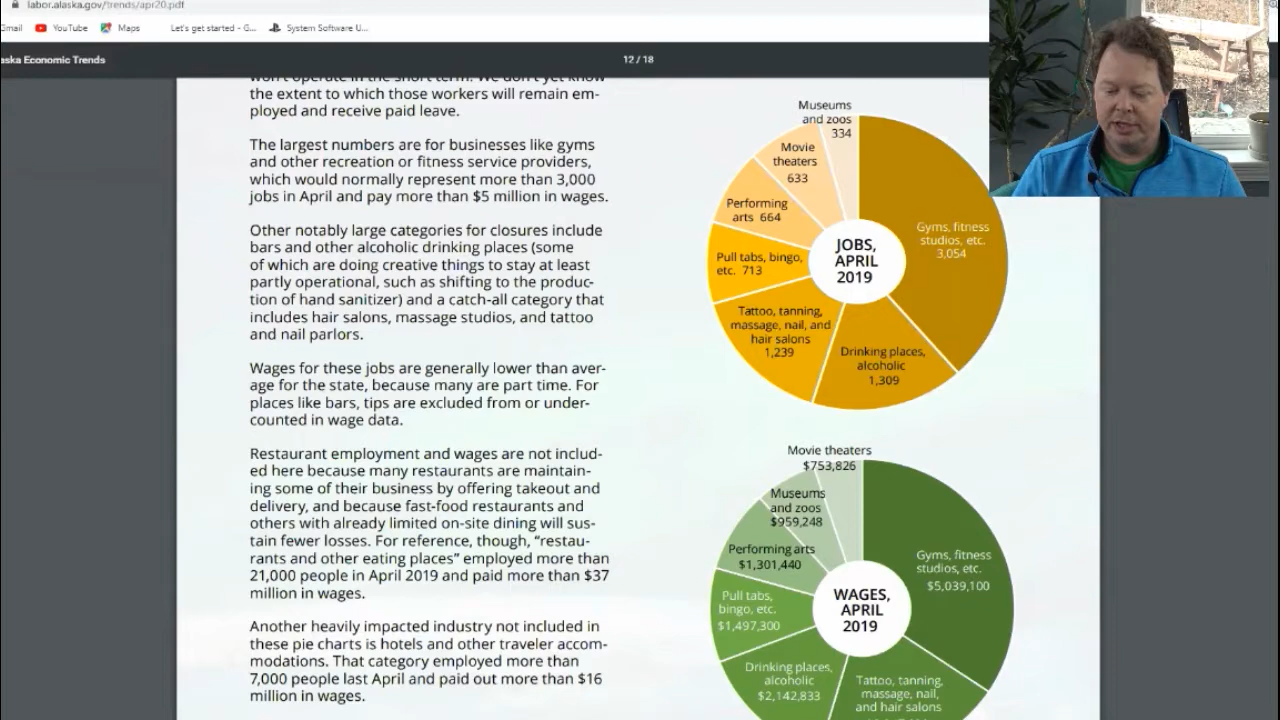 labor.alaska.gov/trends/apr20.pdf
Gmail YouTube Maps Let's get started - G... System Software U...
aska Economic Trends
12 / 18
won't operate in the short term. We don't yet know
the extent to which those workers will remain em-
ployed and receive paid leave.
The largest numbers are for businesses like gyms
and other recreation or fitness service providers,
which would normally represent more than 3,000
jobs in April and pay more than $5 million in wages.
Other notably large categories for closures include
bars and other alcoholic drinking places (some
of which are doing creative things to stay at least
partly operational, such as shifting to the produc-
tion of hand sanitizer) and a catch-all category that
includes hair salons, massage studios, and tattoo
and nail parlors.
Wages for these jobs are generally lower than aver-
age for the state, because many are part time. For
places like bars, tips are excluded from or under-
counted in wage data.
Restaurant employment and wages are not includ-
ed here because many restaurants are maintain-
ing some of their business by offering takeout and
delivery, and because fast-food restaurants and
others with already limited on-site dining will sus-
tain fewer losses. For reference, though, “restau-
rants and other eating places” employed more than
21,000 people in April 2019 and paid more than $37
million in wages.
Another heavily impacted industry not included in
these pie charts is hotels and other traveler accom-
modations. That category employed more than
7,000 people last April and paid out more than $16
million in wages.
Museums
and zoos
334
Movie
theaters
633
Performing
arts 664
Pull tabs, bingo,
etc. 713
Tattoo, tanning,
massage, nail, and
hair salons
1,239
Drinking places,
alcoholic
1,309
Gyms, fitness
studios, etc.
3,054
JOBS,
APRIL
2019
Movie theaters
$753,826
Museums
and zoos
$959,248
Performing arts
$1,301,440
Pull tabs,
bingo, etc.
$1,497,300
Drinking places,
alcoholic
$2,142,833
Tattoo, tanning,
massage, nail,
and hair salons
Gyms, fitness
studios, etc.
$5,039,100
WAGES,
APRIL
2019